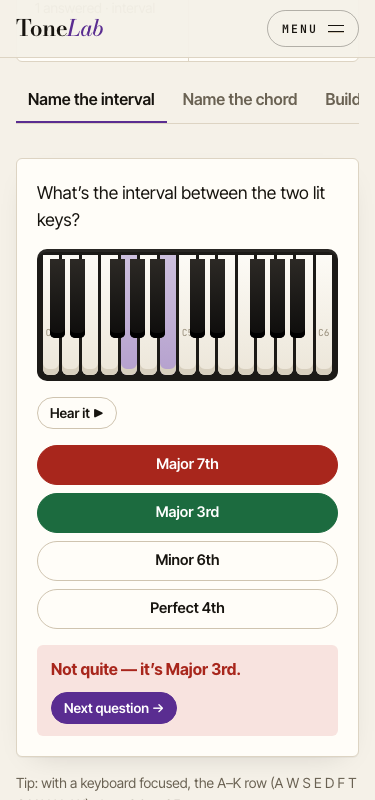 ToneLab
MENU
Name the interval
Name the chord
Build
What's the interval between the two lit
keys?
C6
Hear it ▶
Major 7th
Major 3rd
Minor 6th
Perfect 4th
Not quite — it's Major 3rd.
Next question →
Tip: with a keyboard focused, the A–K row (A W S E D F T